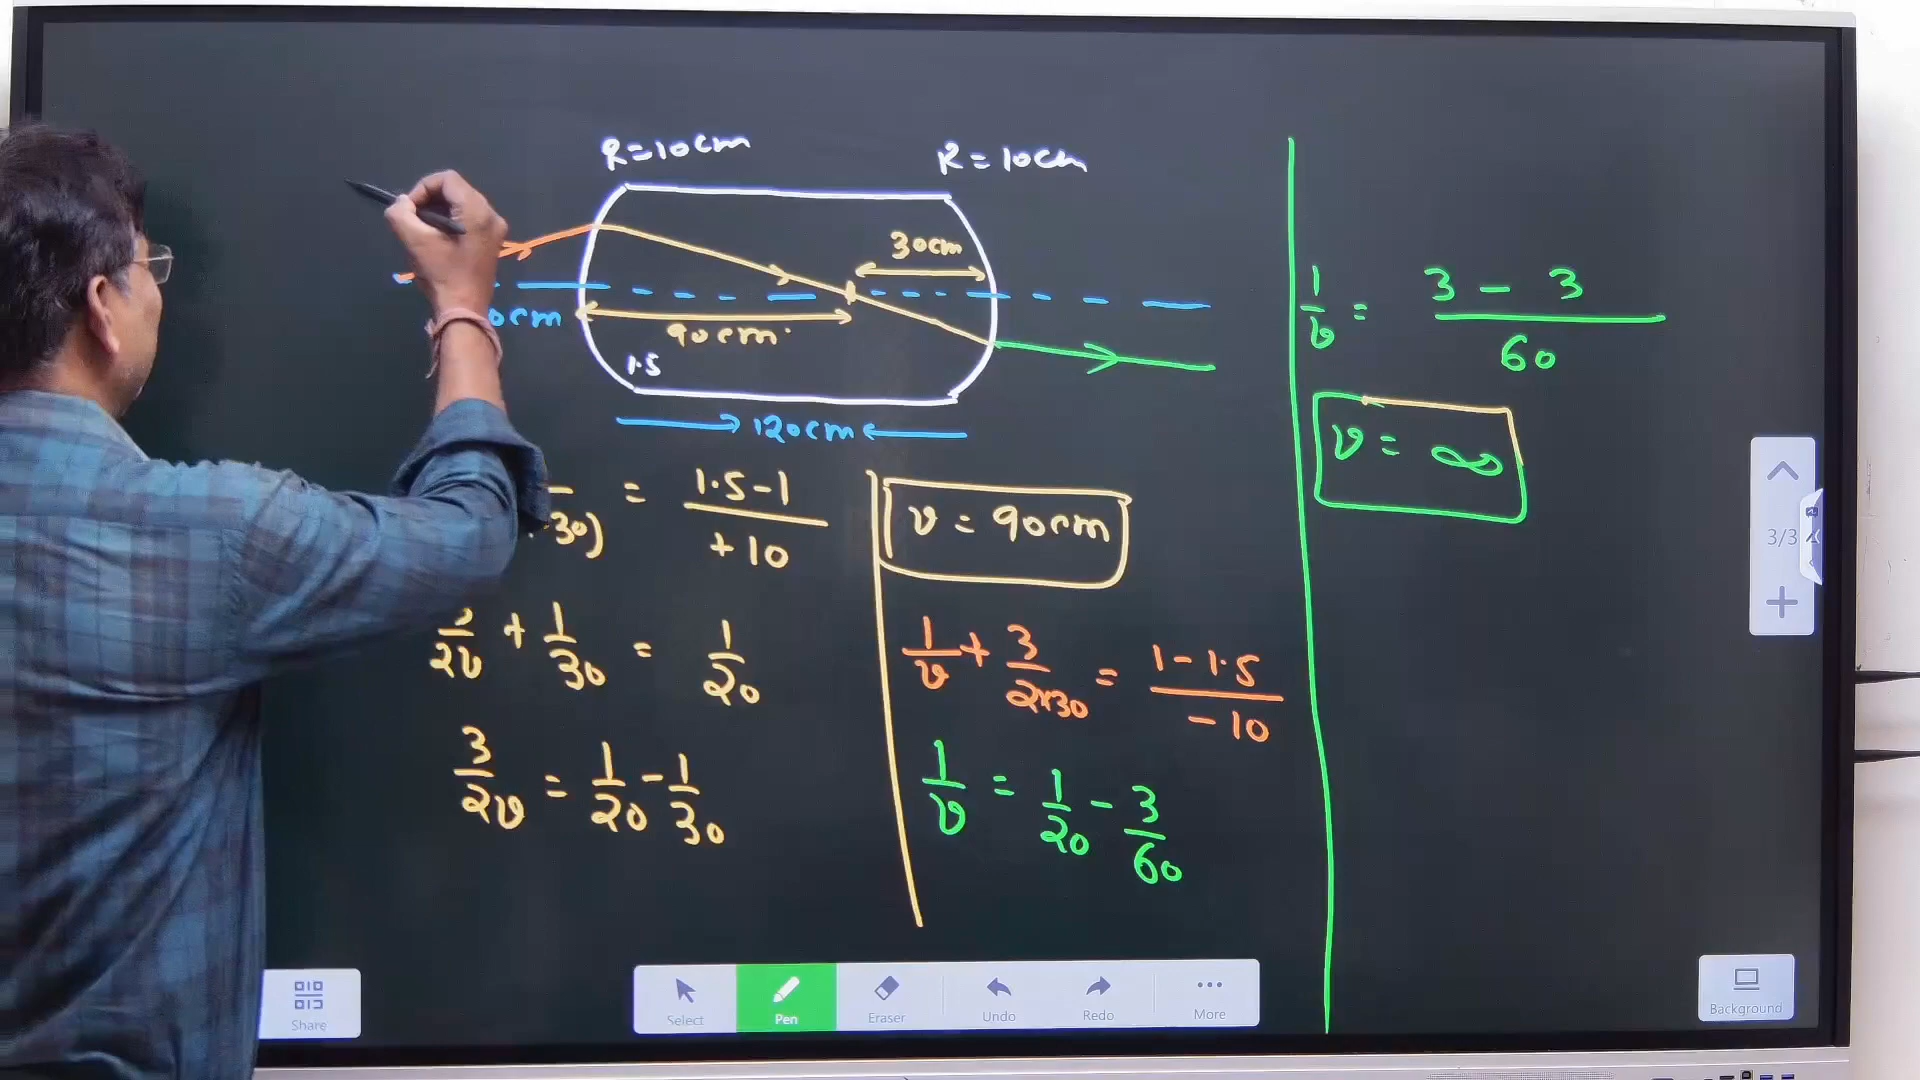 R=10cm
R=10cm
30cm
0cm
90cm
1.5
120cm
30) = 1.5-1 / +10
/2v + 1/30 = 1/20
3/2v = 1/20 - 1/30
v = 90cm
1/v + 3/2×30 = 1-1.5 / -10
1/v = 1/20 - 3/60
1/v = 3 - 3 / 60
v = ∞
3/3
Share
Select
Pen
Eraser
Undo
Redo
More
Background